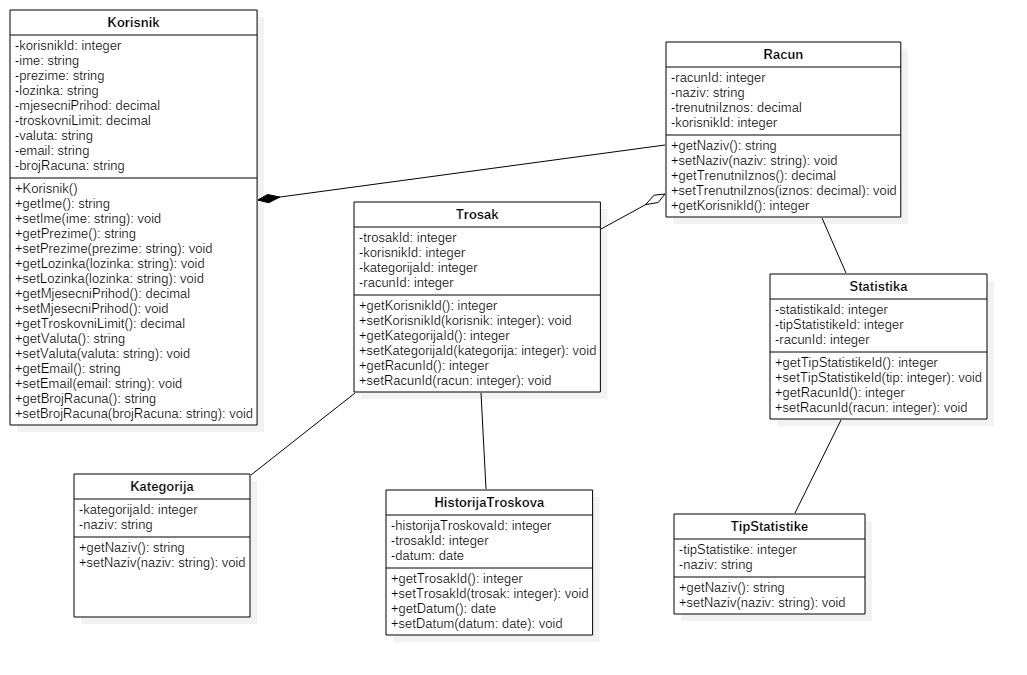 Korisnik
-korisnikId: integer
-ime: string
-prezime: string
-lozinka: string
-mjesecniPrihod: decimal
-troskovniLimit: decimal
-valuta: string
-email: string
-brojRacuna: string
+Korisnik()
+getIme(): string
+setIme(ime: string): void
+getPrezime(): string
+setPrezime(prezime: string): void
+getLozinka(lozinka: string): void
+setLozinka(lozinka: string): void
+getMjesecniPrihod(): decimal
+setMjesecniPrihod(): void
+getTroskovniLimit(): decimal
+getValuta(): string
+setValuta(valuta: string): void
+getEmail(): string
+setEmail(email: string): void
+getBrojRacuna(): string
+setBrojRacuna(brojRacuna: string): void
Racun
-racunId: integer
-naziv: string
-trenutniIznos: decimal
-korisnikId: integer
+getNaziv(): string
+setNaziv(naziv: string): void
+getTrenutniIznos(): decimal
+setTrenutniIznos(iznos: decimal): void
+getKorisnikId(): integer
Trosak
-trosakId: integer
-korisnikId: integer
-kategorijaId: integer
-racunId: integer
+getKorisnikId(): integer
+setKorisnikId(korisnik: integer): void
+getKategorijaId(): integer
+setKategorijaId(kategorija: integer): void
+getRacunId(): integer
+setRacunId(racun: integer): void
Statistika
-statistikaId: integer
-tipStatistikeId: integer
-racunId: integer
+getTipStatistikeId(): integer
+setTipStatistikeId(tip: integer): void
+getRacunId(): integer
+setRacunId(racun: integer): void
Kategorija
-kategorijaId: integer
-naziv: string
+getNaziv(): string
+setNaziv(naziv: string): void
HistorijaTroskova
-historijaTroskovaId: integer
-trosakId: integer
-datum: date
+getTrosakId(): integer
+setTrosakId(trosak: integer): void
+getDatum(): date
+setDatum(datum: date): void
TipStatistike
-tipStatistike: integer
-naziv: string
+getNaziv(): string
+setNaziv(naziv: string): void